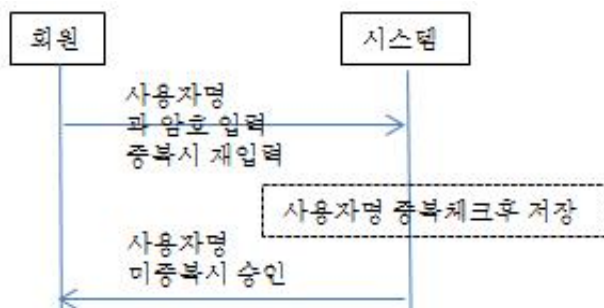 회원
시스템
사용자명
과 암호 입력
중복시 재입력
사용자명 중복체크후 저장
사용자명
미중복시 승인